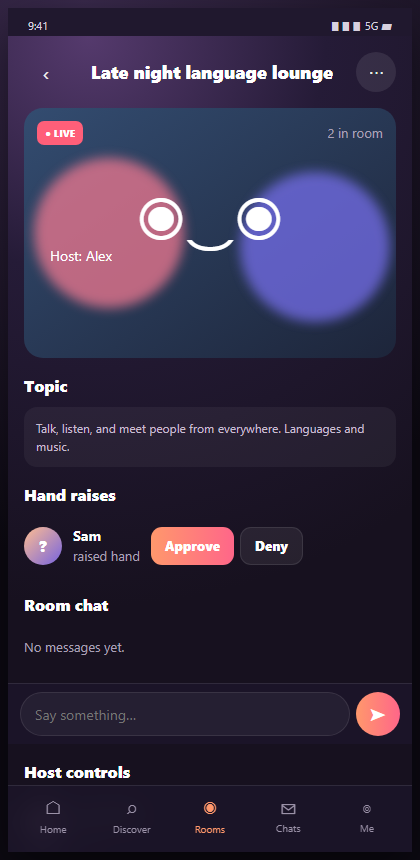 9:41
5G
‹
Late night language lounge
...
● LIVE
2 in room
Host: Alex
Topic
Talk, listen, and meet people from everywhere. Languages and
music.
Hand raises
?
Sam
raised hand
Approve
Deny
Room chat
No messages yet.
Say something...
Host controls
Home
Discover
Rooms
Chats
Me